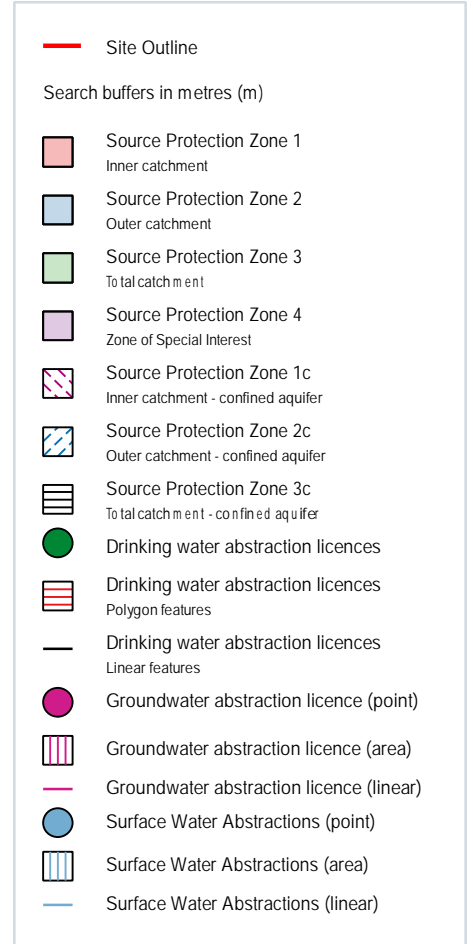 Site Outline
Search buffers in metres (m)
Source Protection Zone 1
Inner catchment
Source Protection Zone 2
Outer catchment
Source Protection Zone 3
Total catchment
Source Protection Zone 4
Zone of Special Interest
Source Protection Zone 1c
Inner catchment - confined aquifer
Source Protection Zone 2c
Outer catchment - confined aquifer
Source Protection Zone 3c
Total catchment - confined aquifer
Drinking water abstraction licences
Drinking water abstraction licences
Polygon features
Drinking water abstraction licences
Linear features
Groundwater abstraction licence (point)
Groundwater abstraction licence (area)
Groundwater abstraction licence (linear)
Surface Water Abstractions (point)
Surface Water Abstractions (area)
Surface Water Abstractions (linear)